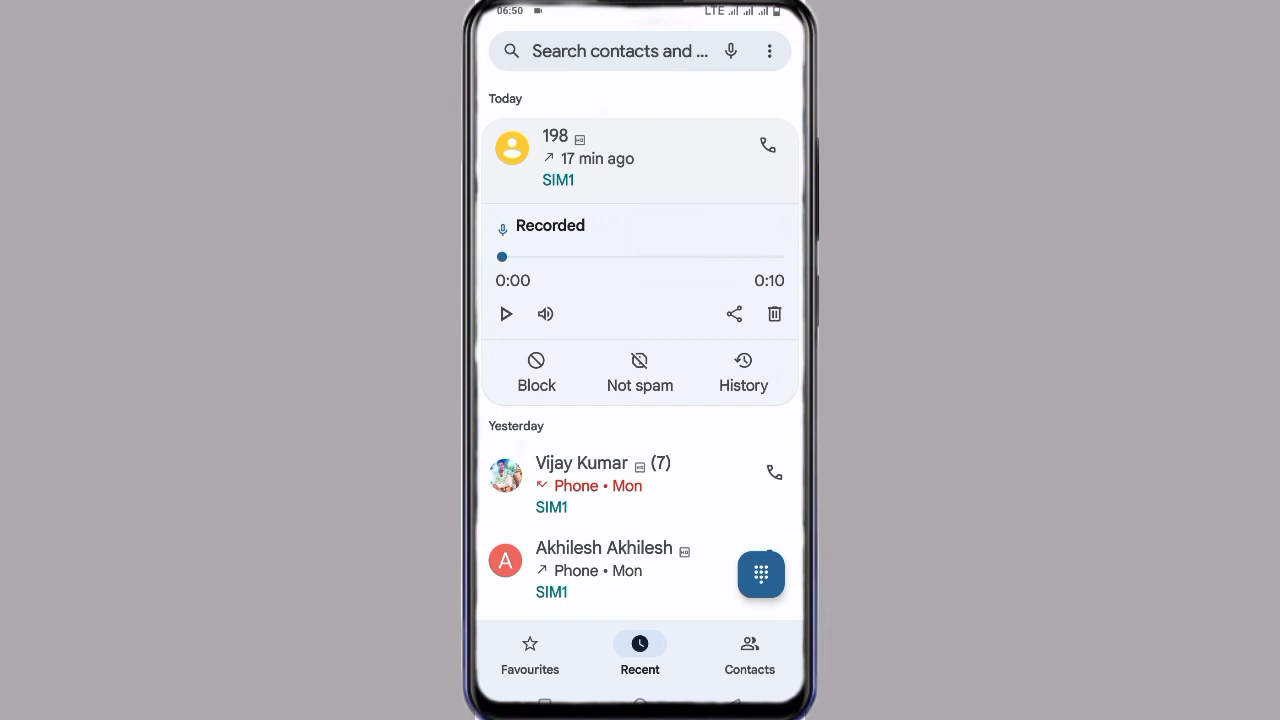 06:50 LTE
Search contacts and ...
Today
198
17 min ago
SIM1
Recorded
0:00 0:10
Block Not spam History
Yesterday
Vijay Kumar (7)
Phone • Mon
SIM1
Akhilesh Akhilesh
A
Phone • Mon
SIM1
Favourites Recent Contacts